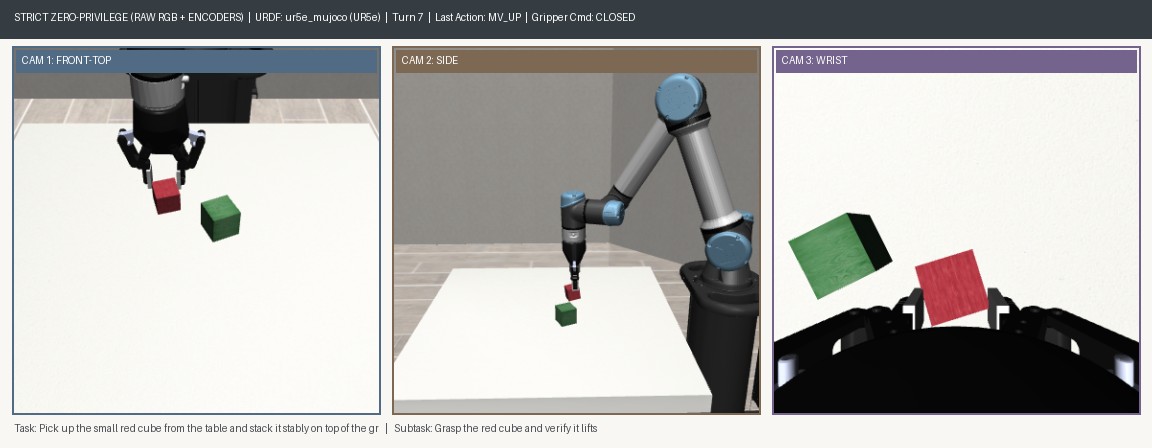 STRICT ZERO-PRIVILEGE (RAW RGB + ENCODERS) | URDF: ur5e_mujoco (UR5e) | Turn 7 | Last Action: MV_UP | Gripper Cmd: CLOSED
CAM 1: FRONT-TOP
CAM 2: SIDE
CAM 3: WRIST
Task: Pick up the small red cube from the table and stack it stably on top of the gr | Subtask: Grasp the red cube and verify it lifts